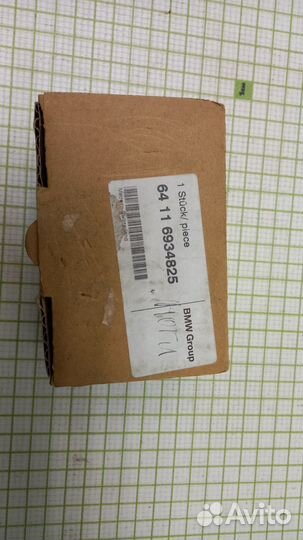 1 Stück/ piece
64 11 6934825
BMW Group
Avito